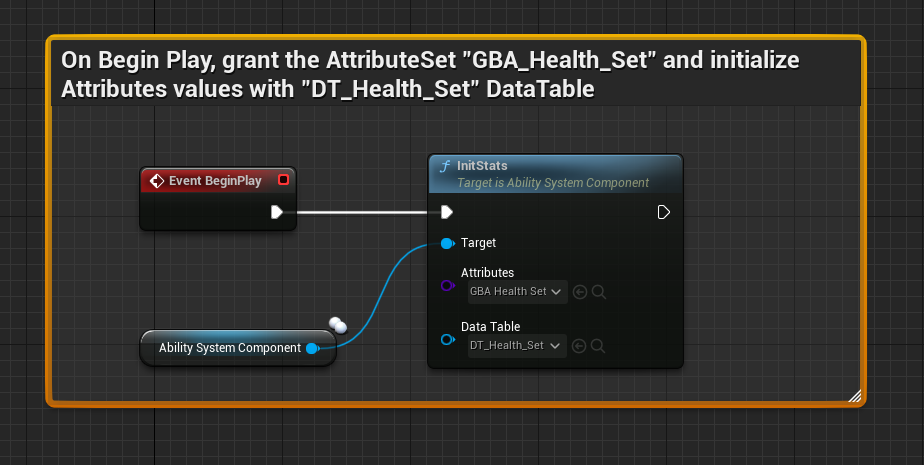 On Begin Play, grant the AttributeSet "GBA_Health_Set" and initialize
Attributes values with "DT_Health_Set" DataTable
Event BeginPlay
f InitStats
Target is Ability System Component
Target
Attributes
GBA Health Set
Data Table
DT_Health_Set
Ability System Component